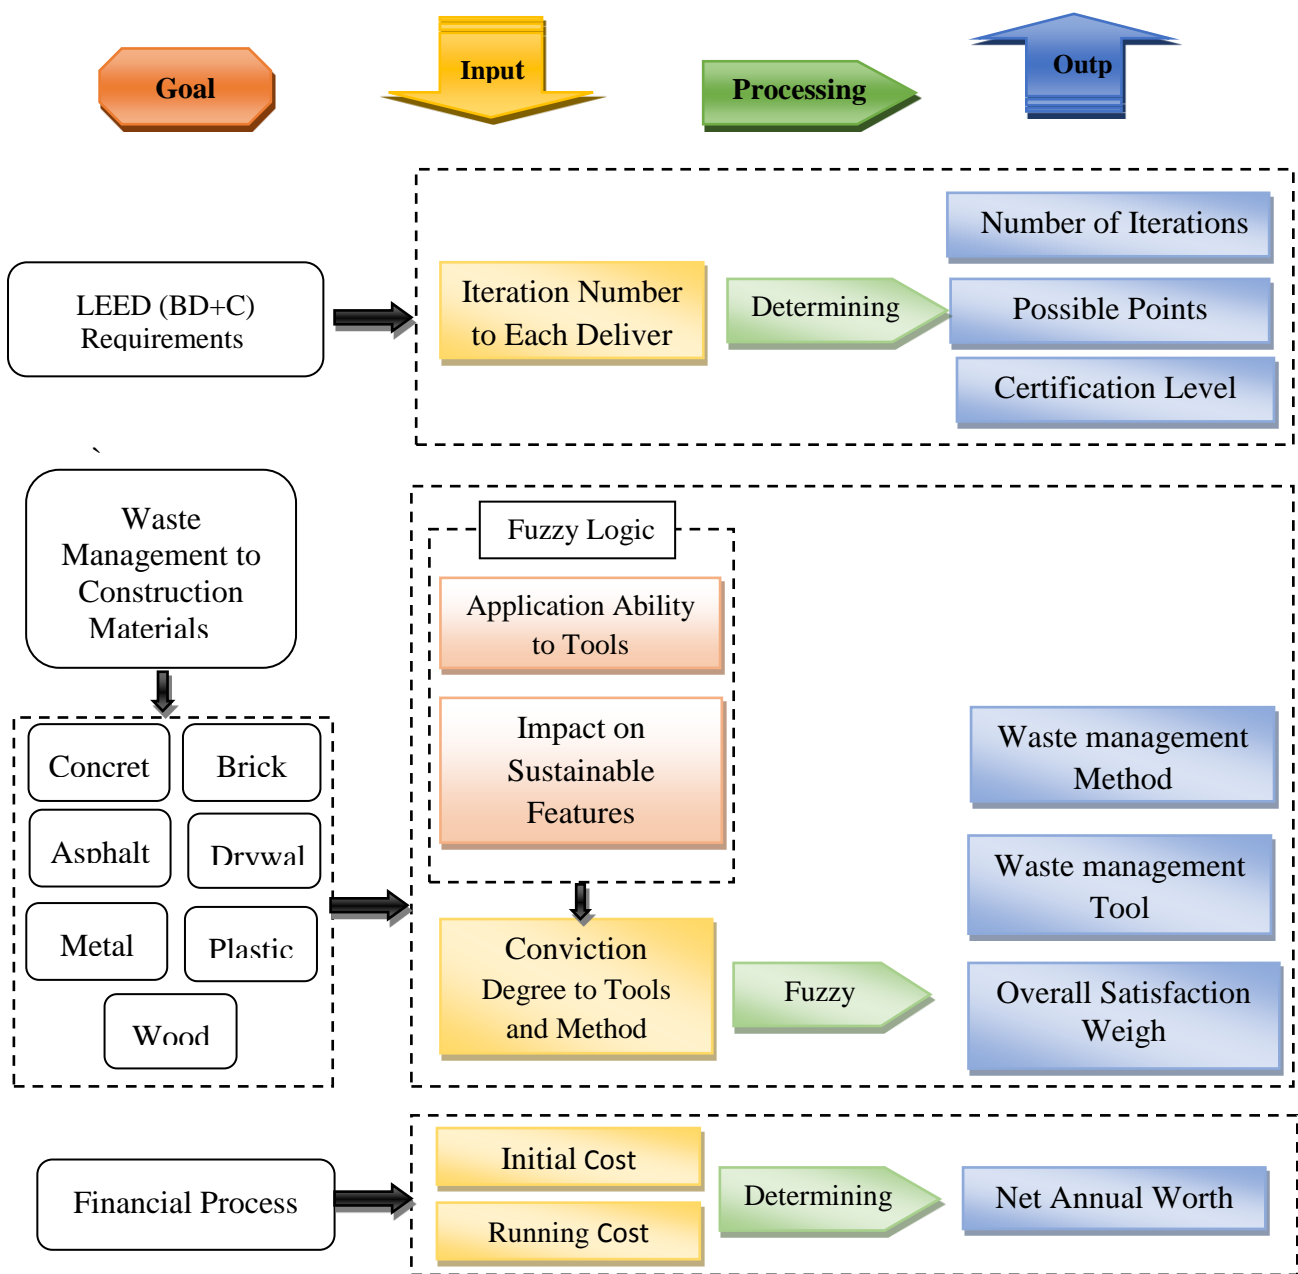 Goal
Input
Processing
Outp
LEED (BD+C)
Requirements
Iteration Number
to Each Deliver
Determining
Number of Iterations
Possible Points
Certification Level
`
Waste
Management to
Construction
Materials
Concret
Brick
Asphalt
Drywal
Metal
Plastic
Wood
Fuzzy Logic
Application Ability
to Tools
Impact on
Sustainable
Features
Conviction
Degree to Tools
and Method
Fuzzy
Waste management
Method
Waste management
Tool
Overall Satisfaction
Weigh
Financial Process
Initial Cost
Running Cost
Determining
Net Annual Worth